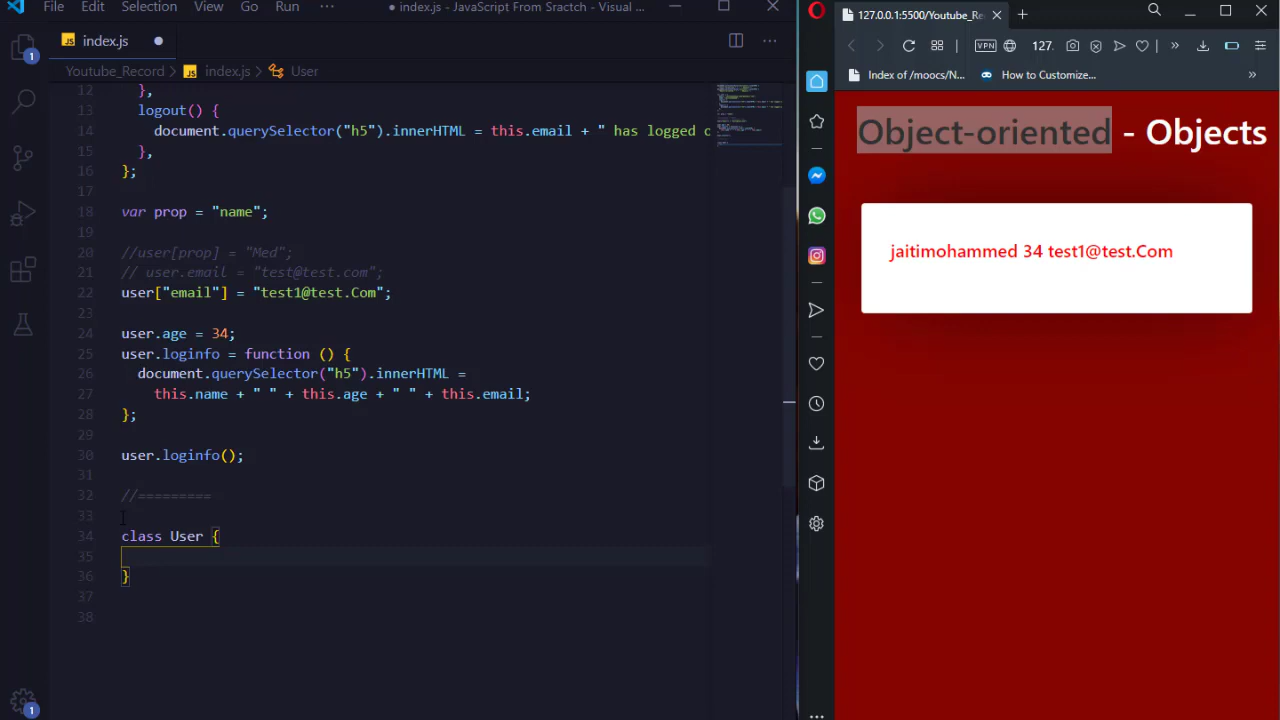 File Edit Selection View Go Run ··· ● index.js - JavaScript From Sractch - Visual ...
JS index.js ●
Youtube_Record > JS index.js > User
12 },
13 logout() {
14 document.querySelector("h5").innerHTML = this.email + " has logged o
15 },
16 };
17
18 var prop = "name";
19
20 //user[prop] = "Med";
21 // user.email = "test@test.com";
22 user["email"] = "test1@test.Com";
23
24 user.age = 34;
25 user.loginfo = function () {
26 document.querySelector("h5").innerHTML =
27 this.name + " " + this.age + " " + this.email;
28 };
29
30 user.loginfo();
31
32 //=========
33
34 class User {
35
36 }
37
38
1
1
127.0.0.1:5500/Youtube_Re
VPN 127.
Index of /moocs/N... How to Customize...
Object-oriented - Objects
jaitimohammed 34 test1@test.Com